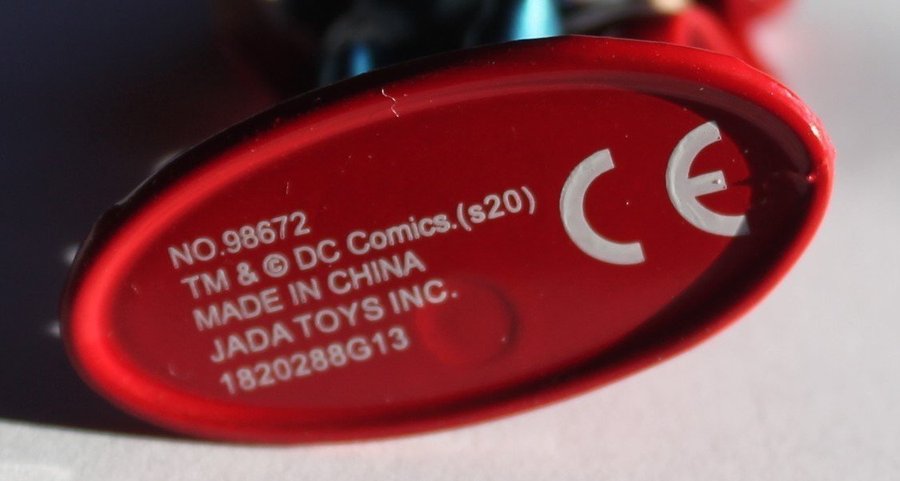 NO.98672
TM & © DC Comics.(s20)
MADE IN CHINA
JADA TOYS INC.
1820288G13
CE